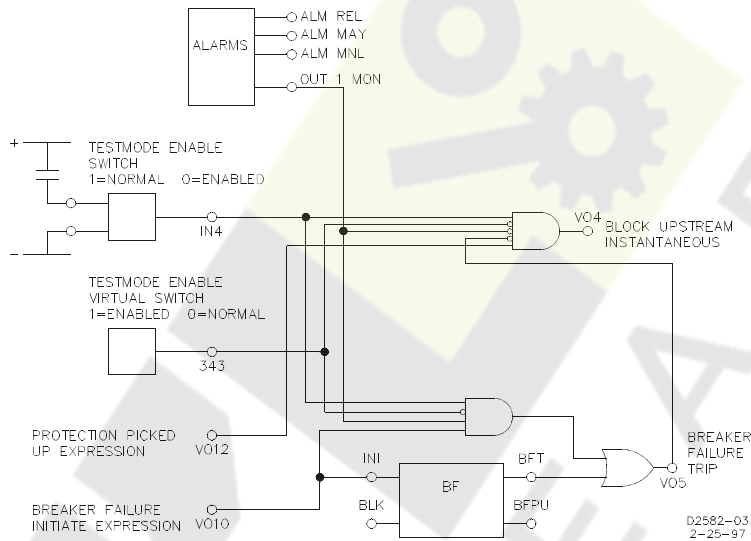 ALARMS
ALM REL
ALM MAY
ALM MNL
OUT 1 MON
+
TESTMODE ENABLE
SWITCH
1=NORMAL 0=ENABLED
IN4
−
VO4
BLOCK UPSTREAM
INSTANTANEOUS
TESTMODE ENABLE
VIRTUAL SWITCH
1=ENABLED 0=NORMAL
343
PROTECTION PICKED
UP EXPRESSION
VO12
BREAKER FAILURE
INITIATE EXPRESSION
VO10
INI
BLK
BF
BFT
BFPU
BREAKER
FAILURE
TRIP
VO5
D2582-03
2-25-97